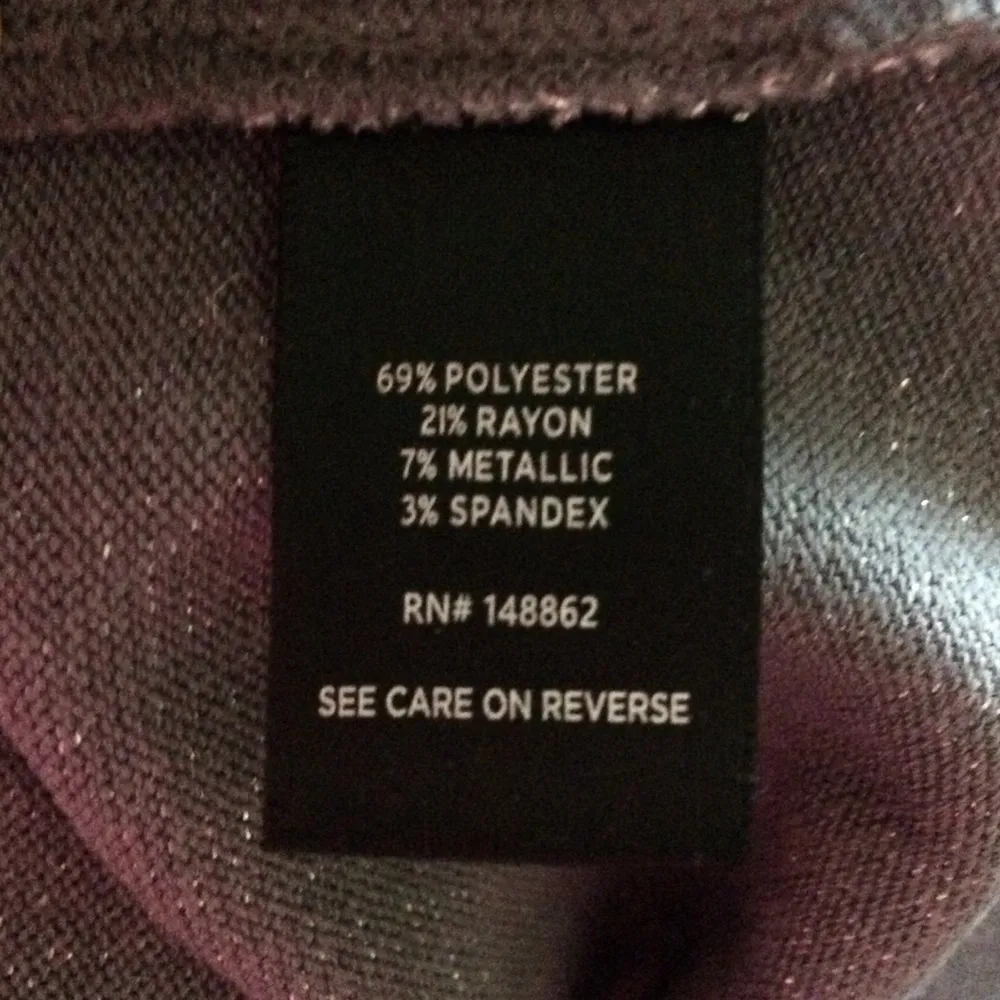 69% POLYESTER
21% RAYON
7% METALLIC
3% SPANDEX
RN# 148862
SEE CARE ON REVERSE